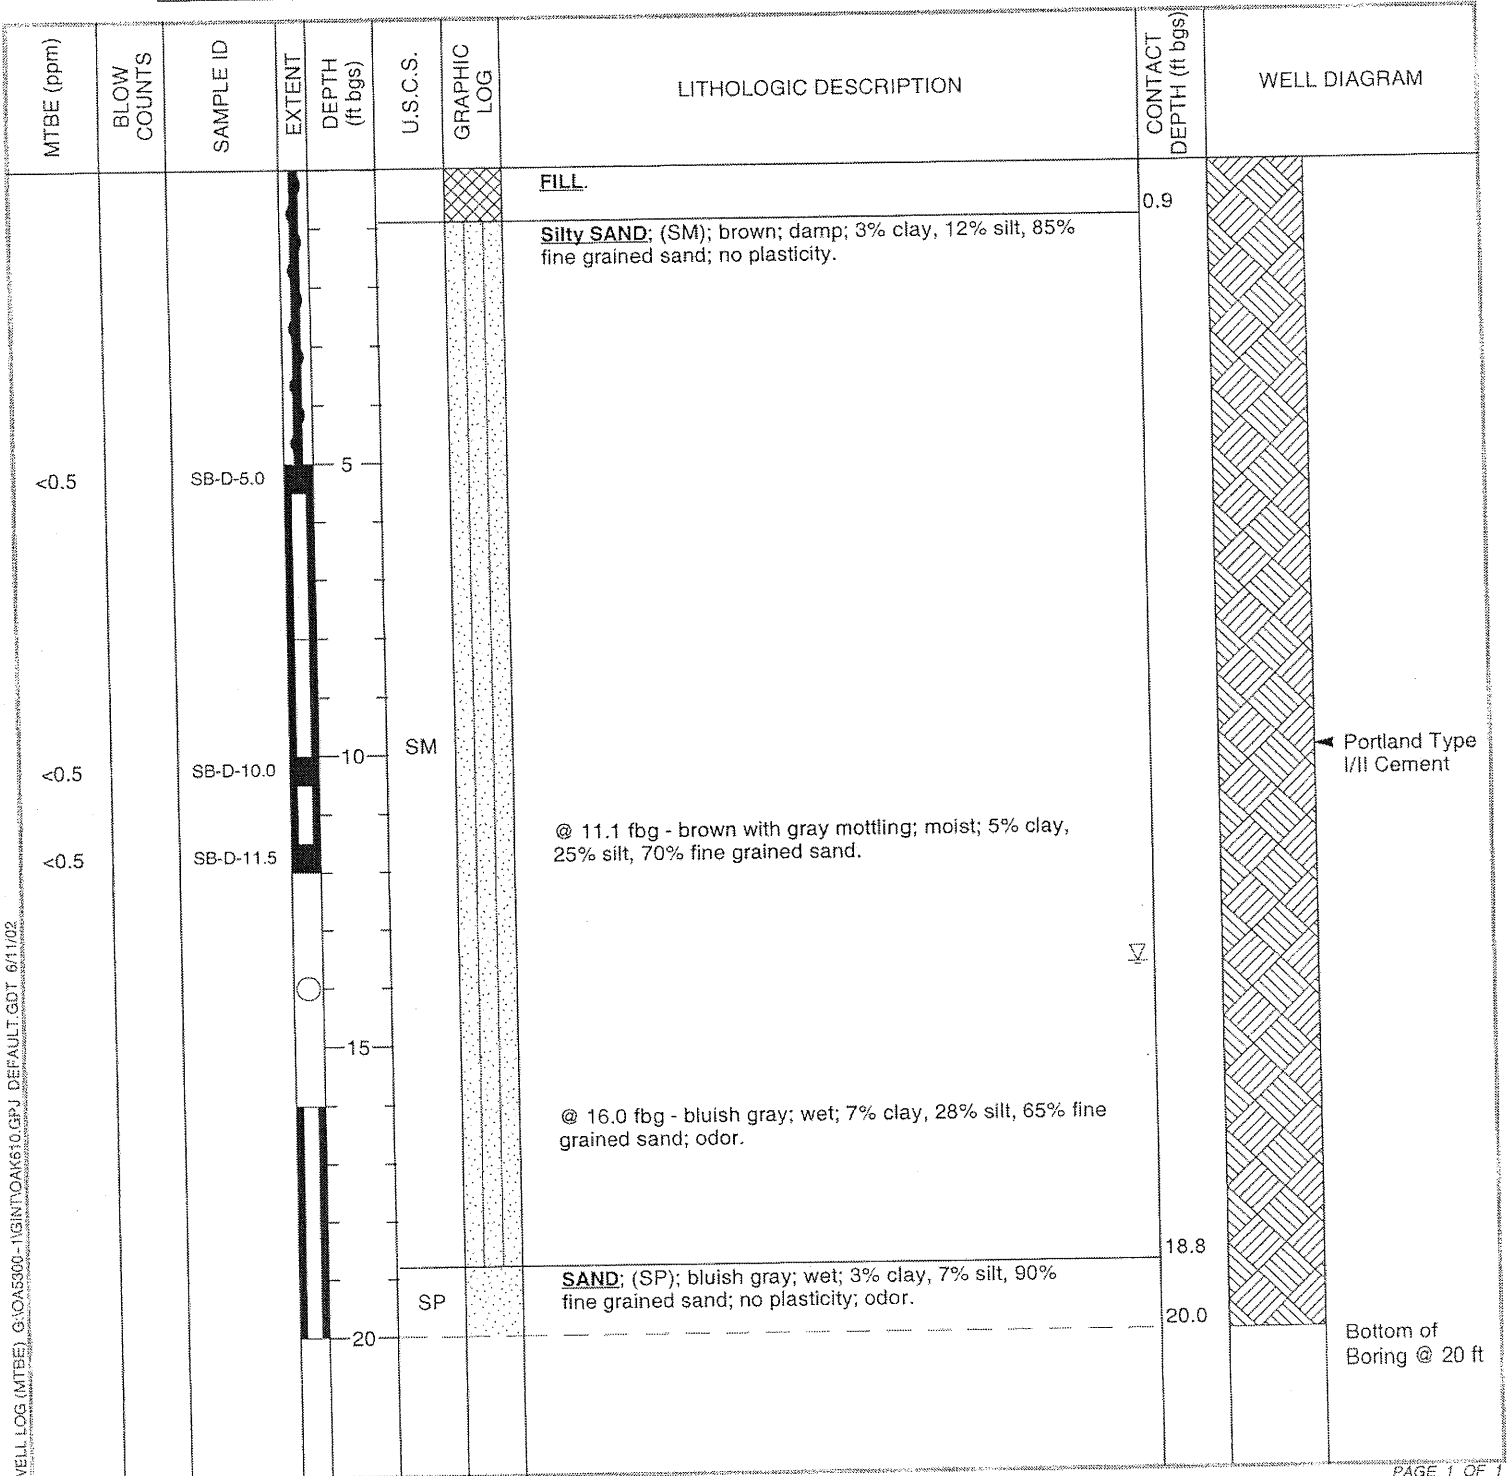 MTBE (ppm)
BLOW
COUNTS
SAMPLE ID
EXTENT
DEPTH
(ft bgs)
U.S.C.S.
GRAPHIC
LOG
LITHOLOGIC DESCRIPTION
CONTACT
DEPTH (ft bgs)
WELL DIAGRAM
FILL.
0.9
Silty SAND; (SM); brown; damp; 3% clay, 12% silt, 85%
fine grained sand; no plasticity.
<0.5
SB-D-5.0
5
<0.5
SB-D-10.0
10
SM
Portland Type
I/II Cement
<0.5
SB-D-11.5
@ 11.1 fbg - brown with gray mottling; moist; 5% clay,
25% silt, 70% fine grained sand.
15
@ 16.0 fbg - bluish gray; wet; 7% clay, 28% silt, 65% fine
grained sand; odor.
18.8
SP
SAND; (SP); bluish gray; wet; 3% clay, 7% silt, 90%
fine grained sand; no plasticity; odor.
20.0
20
Bottom of
Boring @ 20 ft
WELL LOG (MTBE) G:\OA5300~1\GINT\OAK610.GPJ DEFAULT.GDT 6/11/02
PAGE 1 OF 1